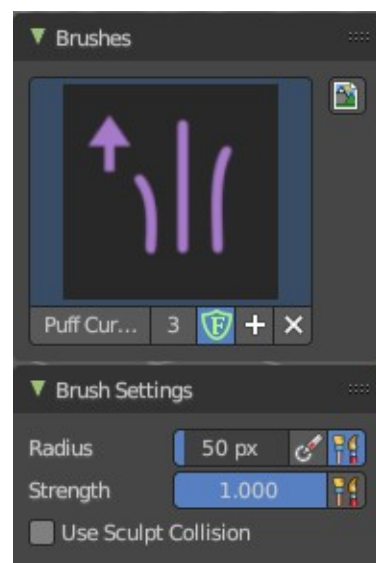 Brushes
Puff Cur... 3 F
Brush Settings
Radius 50 px
Strength 1.000
Use Sculpt Collision